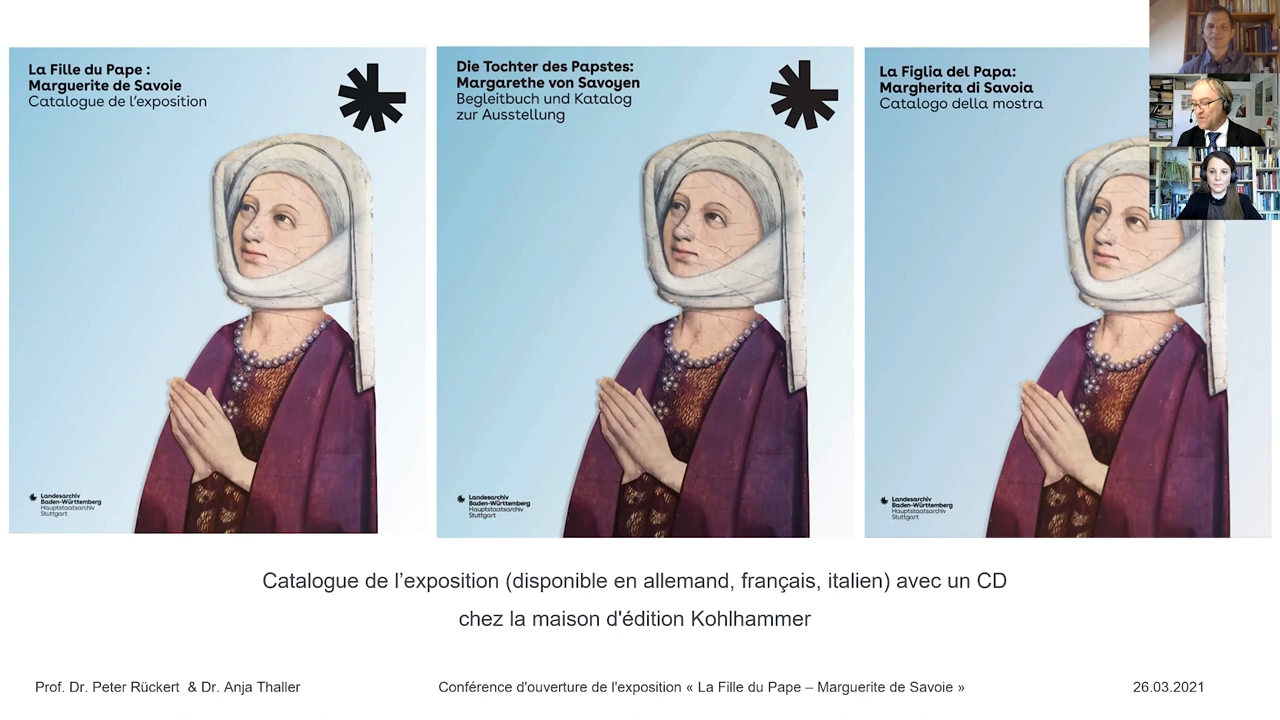 La Fille du Pape :
Marguerite de Savoie
Catalogue de l'exposition
Landesarchiv
Baden-Württemberg
Hauptstaatsarchiv
Stuttgart
Die Tochter des Papstes:
Margarethe von Savoyen
Begleitbuch und Katalog
zur Ausstellung
Landesarchiv
Baden-Württemberg
Hauptstaatsarchiv
Stuttgart
La Figlia del Papa:
Margherita di Savoia
Catalogo della mostra
Landesarchiv
Baden-Württemberg
Hauptstaatsarchiv
Stuttgart
Catalogue de l’exposition (disponible en allemand, français, italien) avec un CD
chez la maison d'édition Kohlhammer
Prof. Dr. Peter Rückert & Dr. Anja Thaller
Conférence d'ouverture de l'exposition « La Fille du Pape – Marguerite de Savoie »
26.03.2021